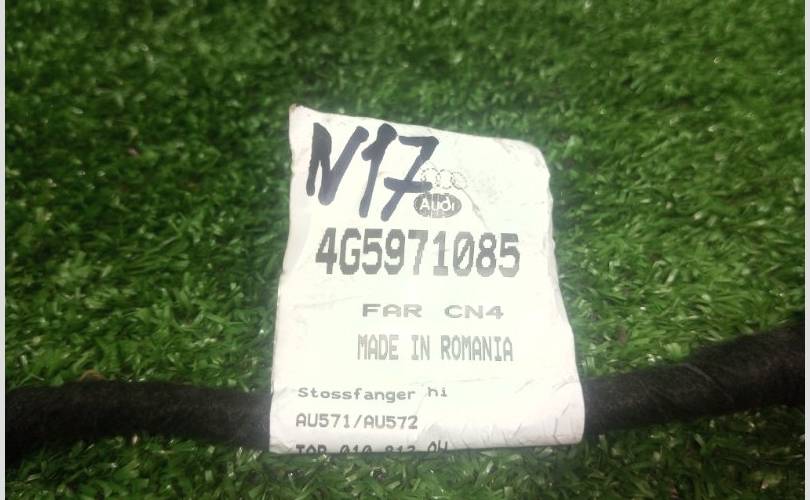 N17
Audi
4G5971085
FAR CN4
MADE IN ROMANIA
Stossfanger hi
AU571/AU572